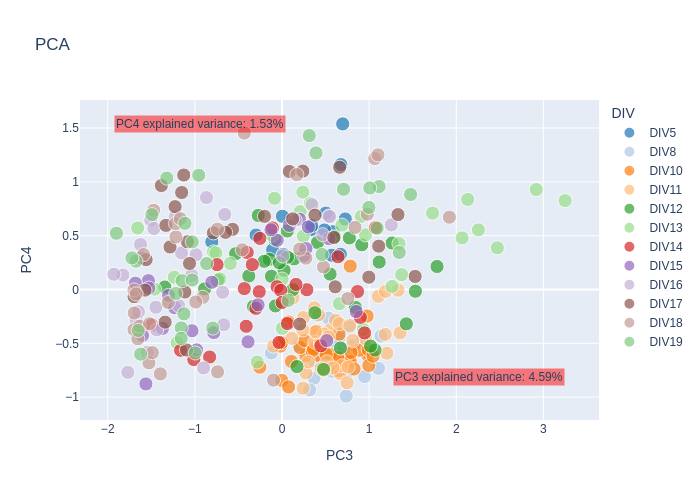 PCA
DIV
PC4 explained variance: 1.53%
1.5
DIV5
DIV8
1
DIV10
DIV11
0.5
DIV12
DIV13
PC4
0
DIV14
DIV15
DIV16
−0.5
DIV17
DIV18
DIV19
PC3 explained variance: 4.59%
−1
−2
−1
0
1
2
3
PC3